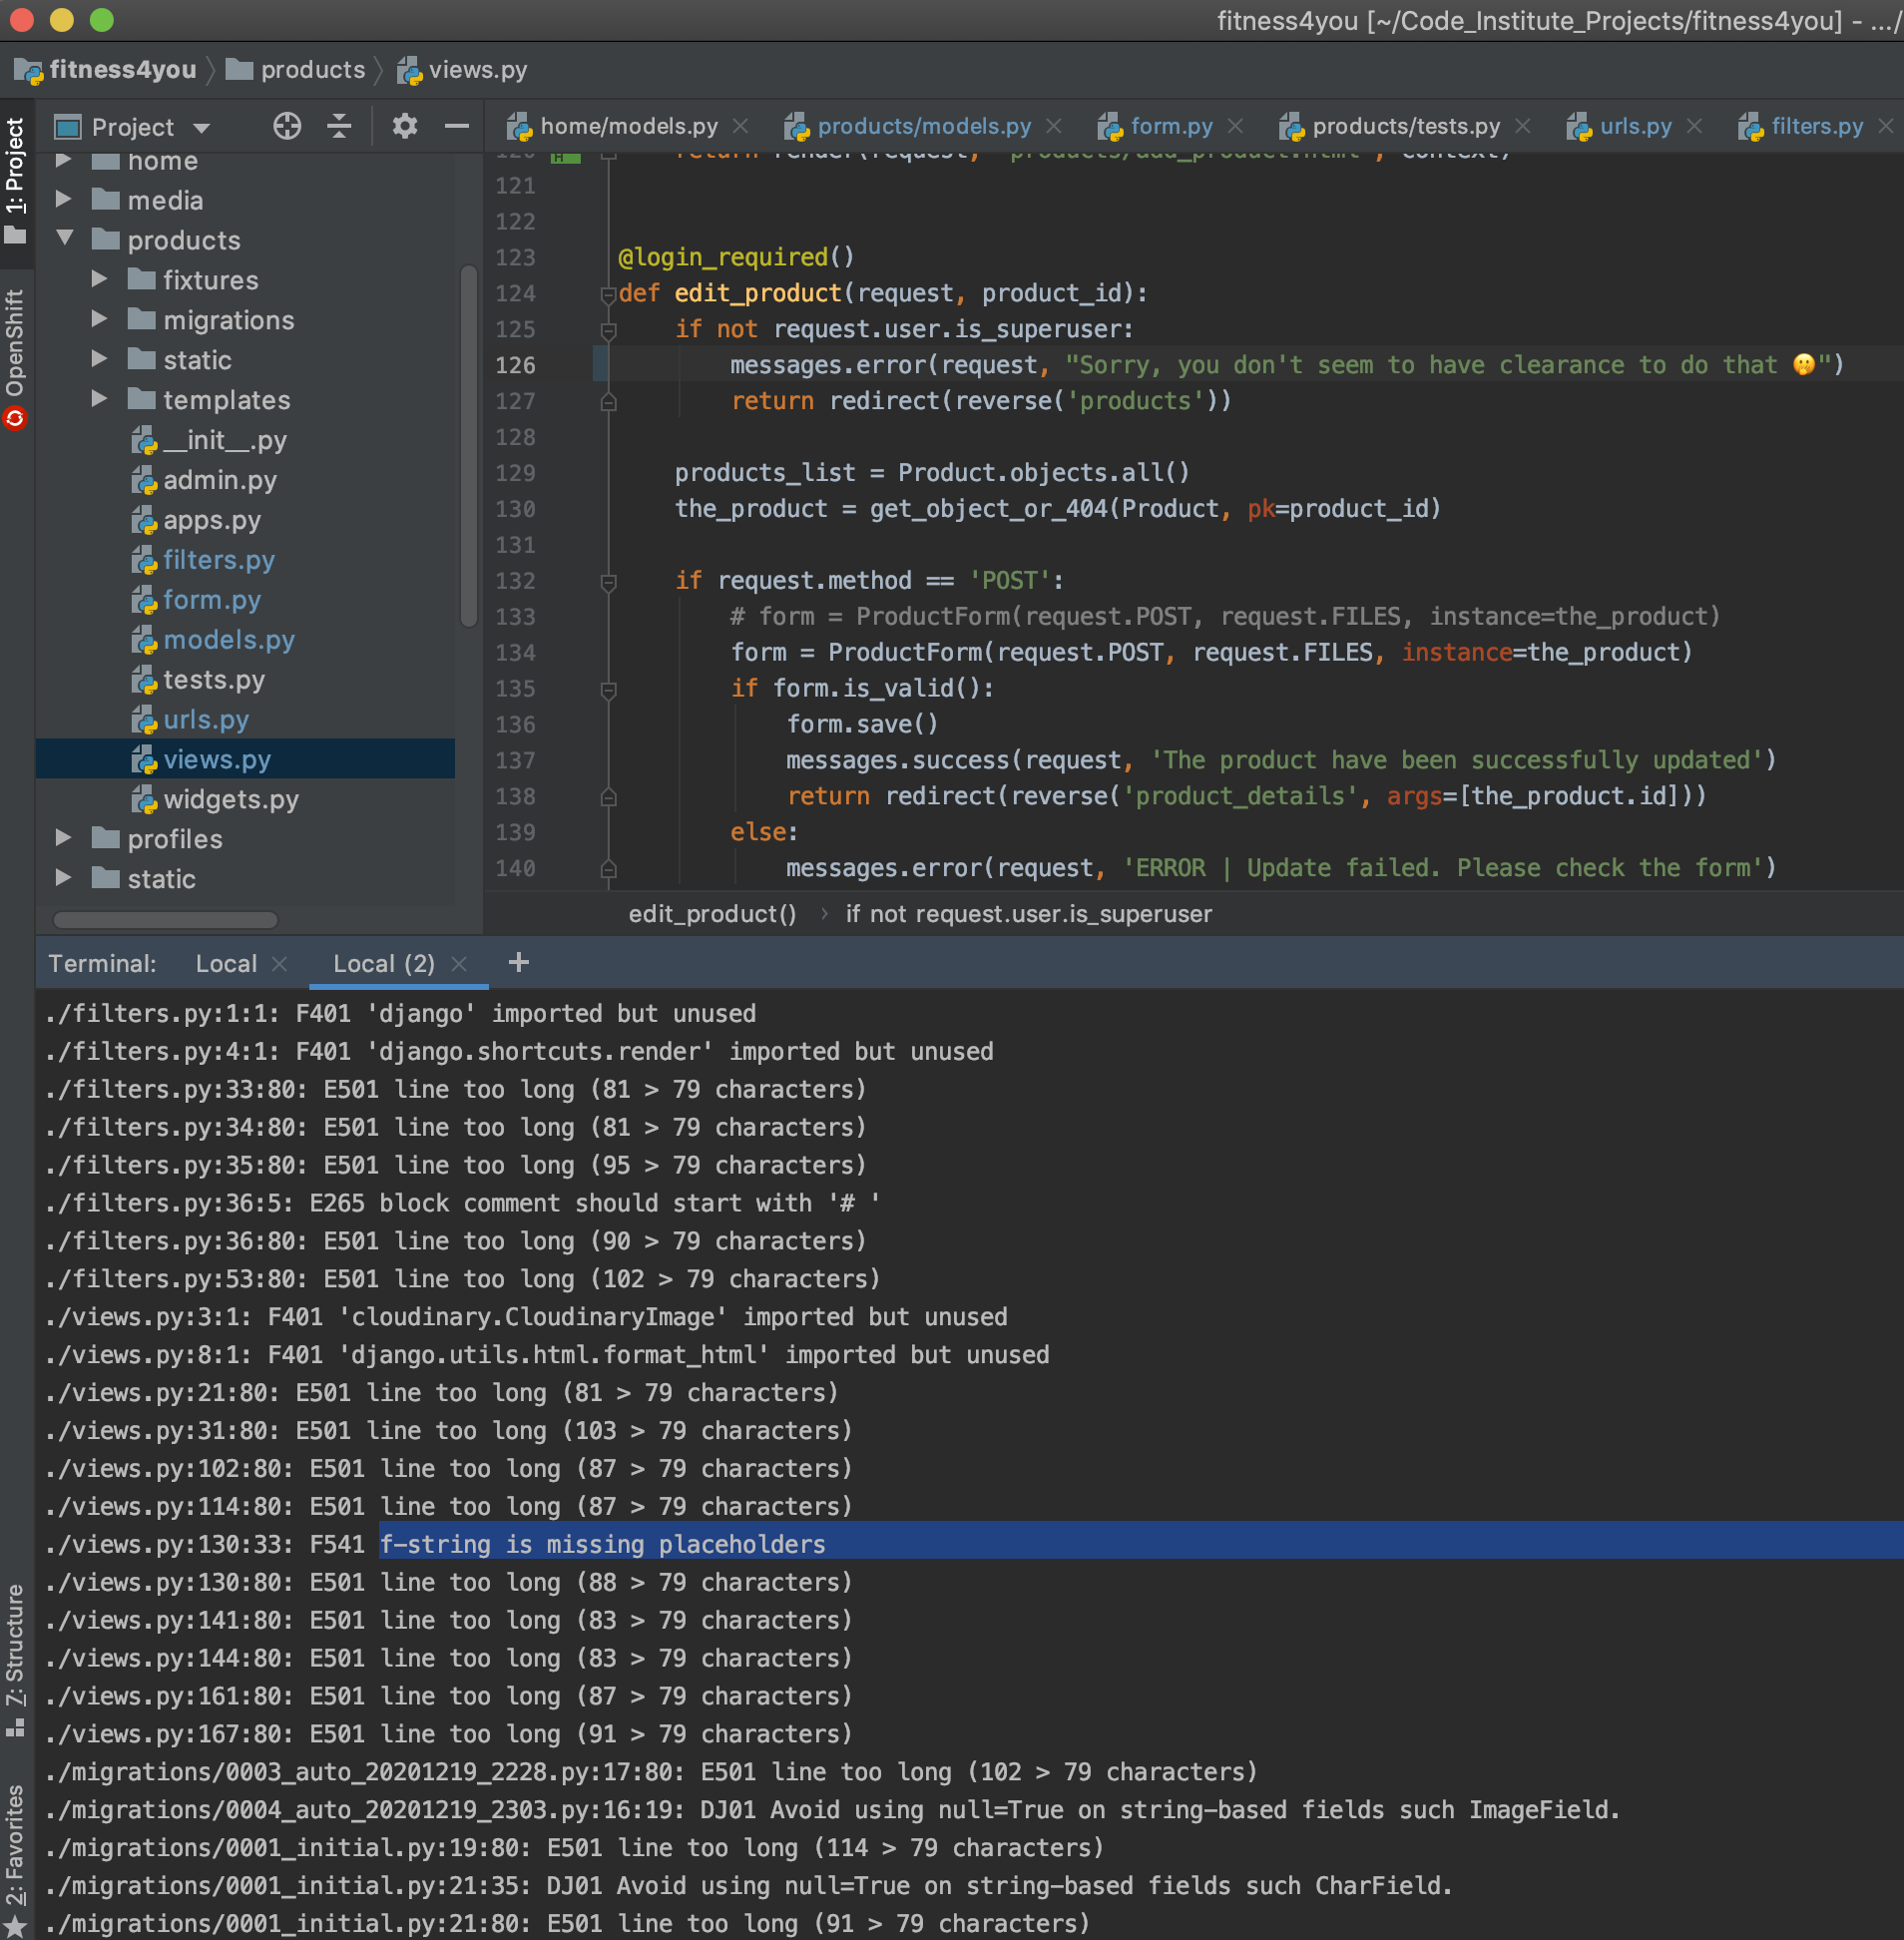 fitness4you [~/Code_Institute_Projects/fitness4you] - .../
fitness4you products views.py
1: Project
OpenShift
7: Structure
2: Favorites
Project
home
media
products
fixtures
migrations
static
templates
__init__.py
admin.py
apps.py
filters.py
form.py
models.py
tests.py
urls.py
views.py
widgets.py
profiles
static
home/models.py products/models.py form.py products/tests.py urls.py filters.py
120 return render(request, 'products/add_product.html', context)
121
122
123 @login_required()
124 def edit_product(request, product_id):
125 if not request.user.is_superuser:
126 messages.error(request, "Sorry, you don't seem to have clearance to do that 🤭")
127 return redirect(reverse('products'))
128
129 products_list = Product.objects.all()
130 the_product = get_object_or_404(Product, pk=product_id)
131
132 if request.method == 'POST':
133 # form = ProductForm(request.POST, request.FILES, instance=the_product)
134 form = ProductForm(request.POST, request.FILES, instance=the_product)
135 if form.is_valid():
136 form.save()
137 messages.success(request, 'The product have been successfully updated')
138 return redirect(reverse('product_details', args=[the_product.id]))
139 else:
140 messages.error(request, 'ERROR | Update failed. Please check the form')
edit_product() › if not request.user.is_superuser
Terminal: Local Local (2) +
./filters.py:1:1: F401 'django' imported but unused
./filters.py:4:1: F401 'django.shortcuts.render' imported but unused
./filters.py:33:80: E501 line too long (81 > 79 characters)
./filters.py:34:80: E501 line too long (81 > 79 characters)
./filters.py:35:80: E501 line too long (95 > 79 characters)
./filters.py:36:5: E265 block comment should start with '# '
./filters.py:36:80: E501 line too long (90 > 79 characters)
./filters.py:53:80: E501 line too long (102 > 79 characters)
./views.py:3:1: F401 'cloudinary.CloudinaryImage' imported but unused
./views.py:8:1: F401 'django.utils.html.format_html' imported but unused
./views.py:21:80: E501 line too long (81 > 79 characters)
./views.py:31:80: E501 line too long (103 > 79 characters)
./views.py:102:80: E501 line too long (87 > 79 characters)
./views.py:114:80: E501 line too long (87 > 79 characters)
./views.py:130:33: F541 f-string is missing placeholders
./views.py:130:80: E501 line too long (88 > 79 characters)
./views.py:141:80: E501 line too long (83 > 79 characters)
./views.py:144:80: E501 line too long (83 > 79 characters)
./views.py:161:80: E501 line too long (87 > 79 characters)
./views.py:167:80: E501 line too long (91 > 79 characters)
./migrations/0003_auto_20201219_2228.py:17:80: E501 line too long (102 > 79 characters)
./migrations/0004_auto_20201219_2303.py:16:19: DJ01 Avoid using null=True on string-based fields such ImageField.
./migrations/0001_initial.py:19:80: E501 line too long (114 > 79 characters)
./migrations/0001_initial.py:21:35: DJ01 Avoid using null=True on string-based fields such CharField.
./migrations/0001_initial.py:21:80: E501 line too long (91 > 79 characters)